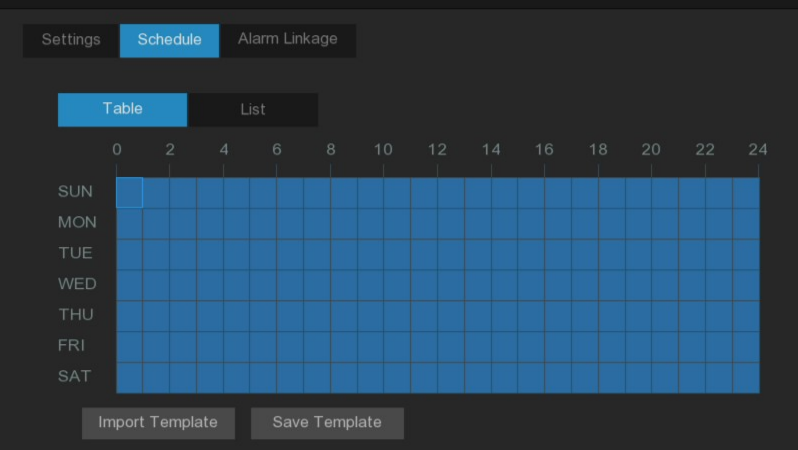 Settings Schedule Alarm Linkage
Table List
0 2 4 6 8 10 12 14 16 18 20 22 24
SUN
MON
TUE
WED
THU
FRI
SAT
Import Template Save Template